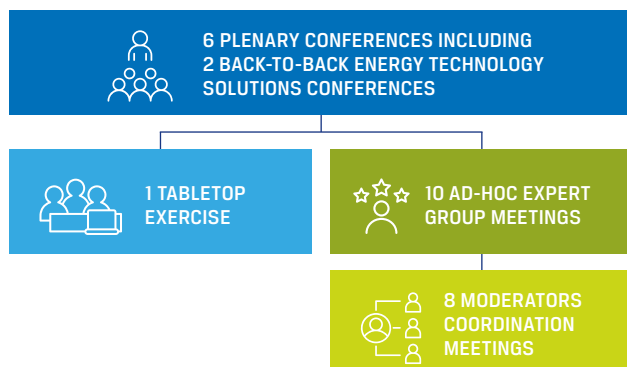 6 PLENARY CONFERENCES INCLUDING
2 BACK-TO-BACK ENERGY TECHNOLOGY
SOLUTIONS CONFERENCES
1 TABLETOP
EXERCISE
10 AD-HOC EXPERT
GROUP MEETINGS
8 MODERATORS
COORDINATION
MEETINGS